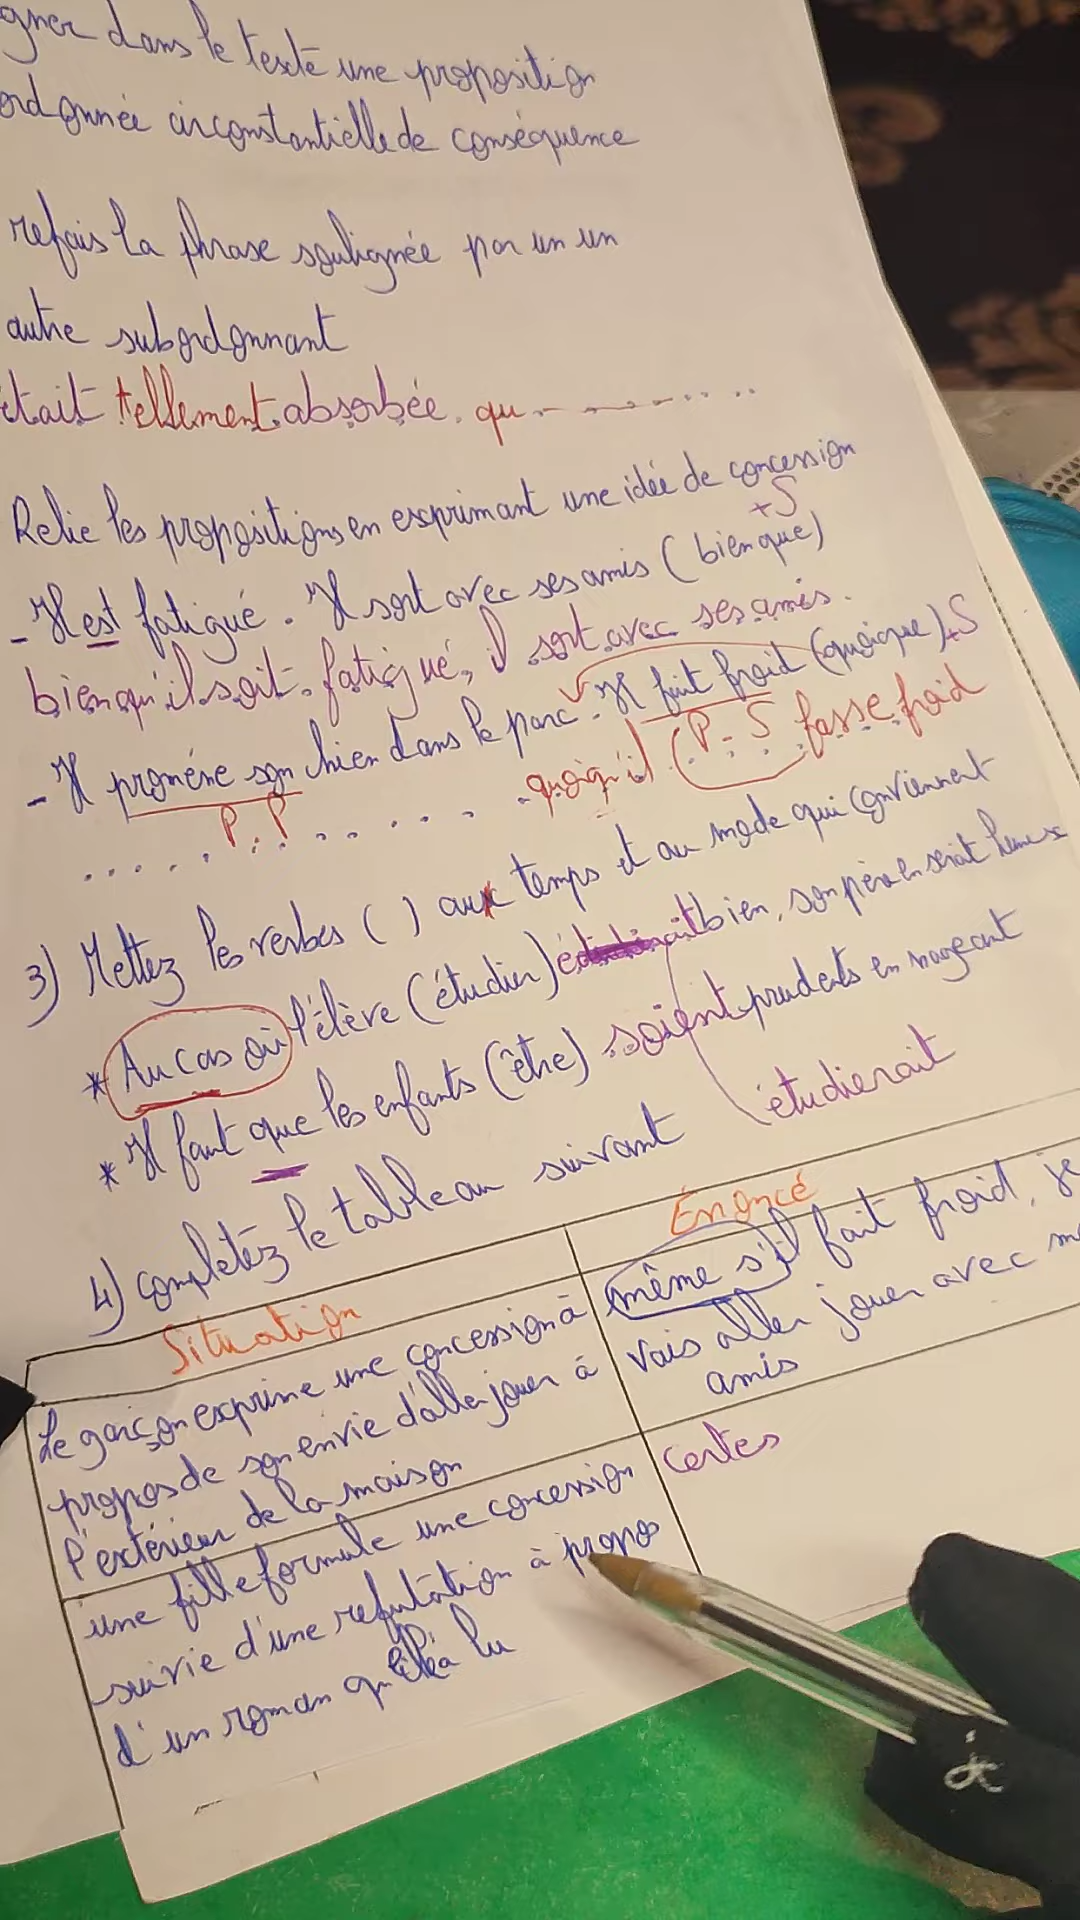 gner dans le texte une proposition
ordonnée circonstantielle de conséquence
refais la phrase soulignée par un un
autre subordonnant
était tellement absorbée qu
Relie les propositions en exprimant une idée de concession
+S
- Il est fatigué. Il sort avec ses amis (bien que)
bien qu'il soit fatigué, il sort avec ses amis.
- Il promène son chien dans le parc. Il fait froid (quoique)+S
P.P quoiqu'il (P.S fasse froid
3) Mettez les verbes ( ) aux temps et au mode qui conviennent
* Au cas où l'élève (étudier) bien, son père en serait heureux
* Il faut que les enfants (être) soient prudents en nageant
étudierait
4) complétez le tableau suivant
Situation
Énoncé
Le garçon exprime une concession à
propos de son envie d'aller jouer à
l'extérieur de la maison
même s'il fait froid, je
vais aller jouer avec m
amis
une fille formule une concession
suivie d'une refutation à propos
d'un roman qu' a lu
certes